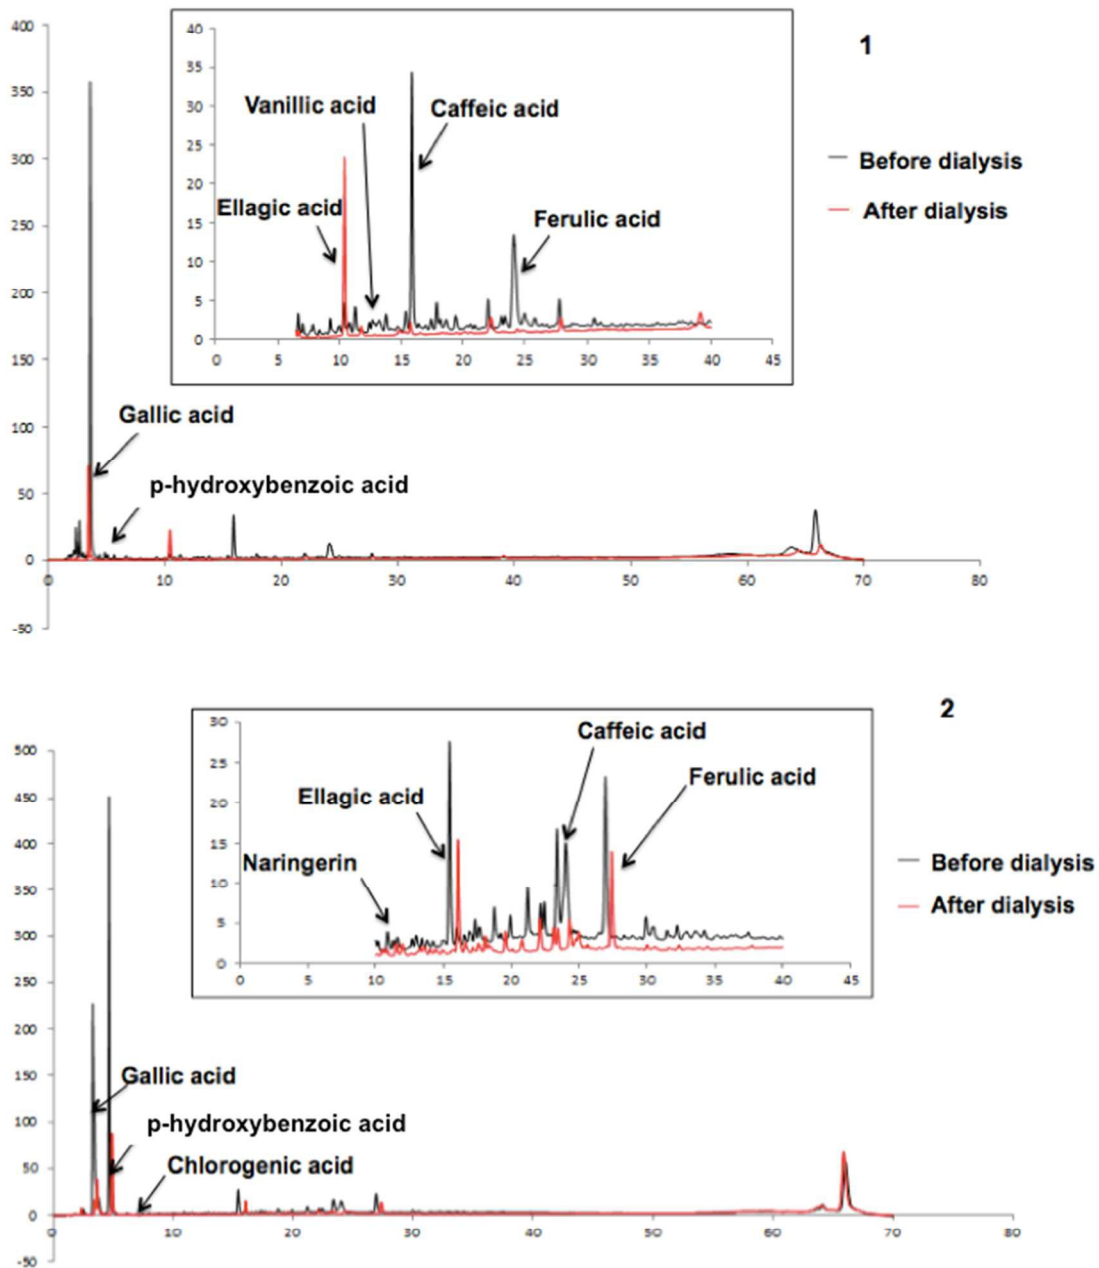 1
400
350
300
250
200
150
100
50
0
-50
0 10 20 30 40 50 60 70 80
40
35
30
25
20
15
10
5
0
0 5 10 15 20 25 30 35 40 45
Vanillic acid
Caffeic acid
Ellagic acid
Ferulic acid
Before dialysis
After dialysis
Gallic acid
p-hydroxybenzoic acid
2
500
450
400
350
300
250
200
150
100
50
0
-50
0 10 20 30 40 50 60 70 80
30
25
20
15
10
5
0
0 5 10 15 20 25 30 35 40 45
Caffeic acid
Ferulic acid
Ellagic acid
Naringerin
Before dialysis
After dialysis
Gallic acid
p-hydroxybenzoic acid
Chlorogenic acid